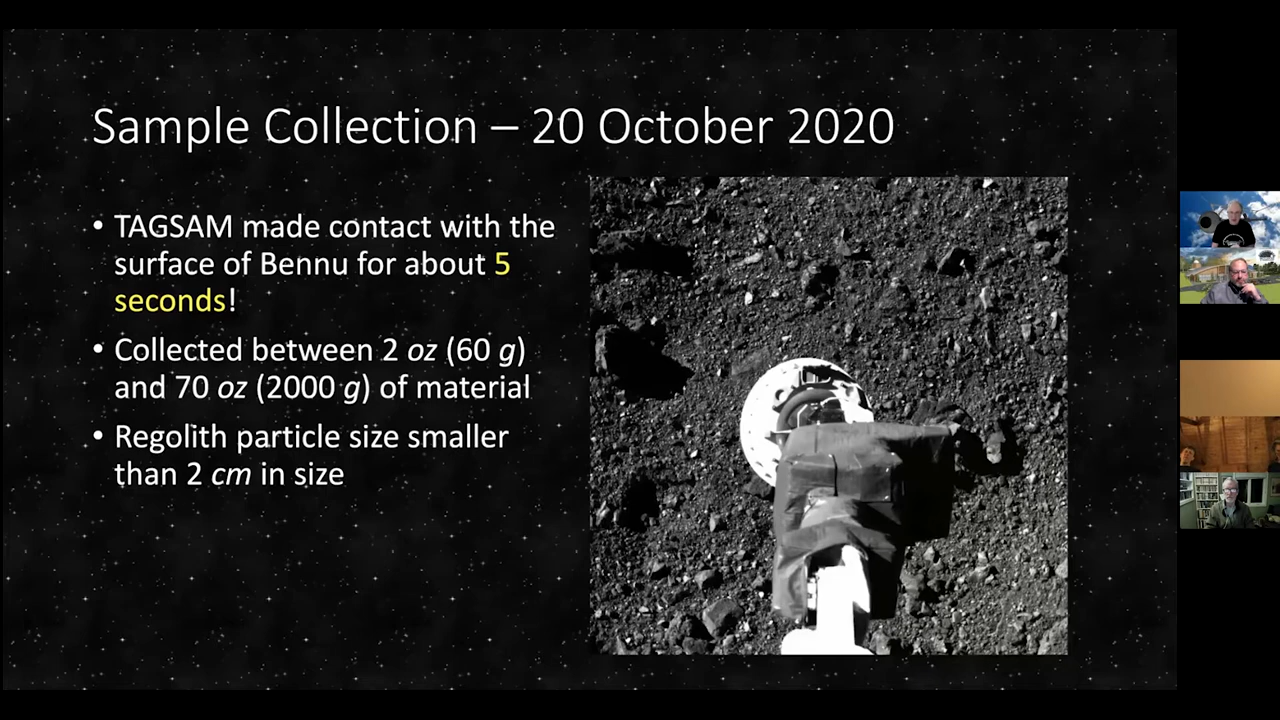 Sample Collection – 20 October 2020
• TAGSAM made contact with the
surface of Bennu for about 5
seconds!
• Collected between 2 oz (60 g)
and 70 oz (2000 g) of material
• Regolith particle size smaller
than 2 cm in size